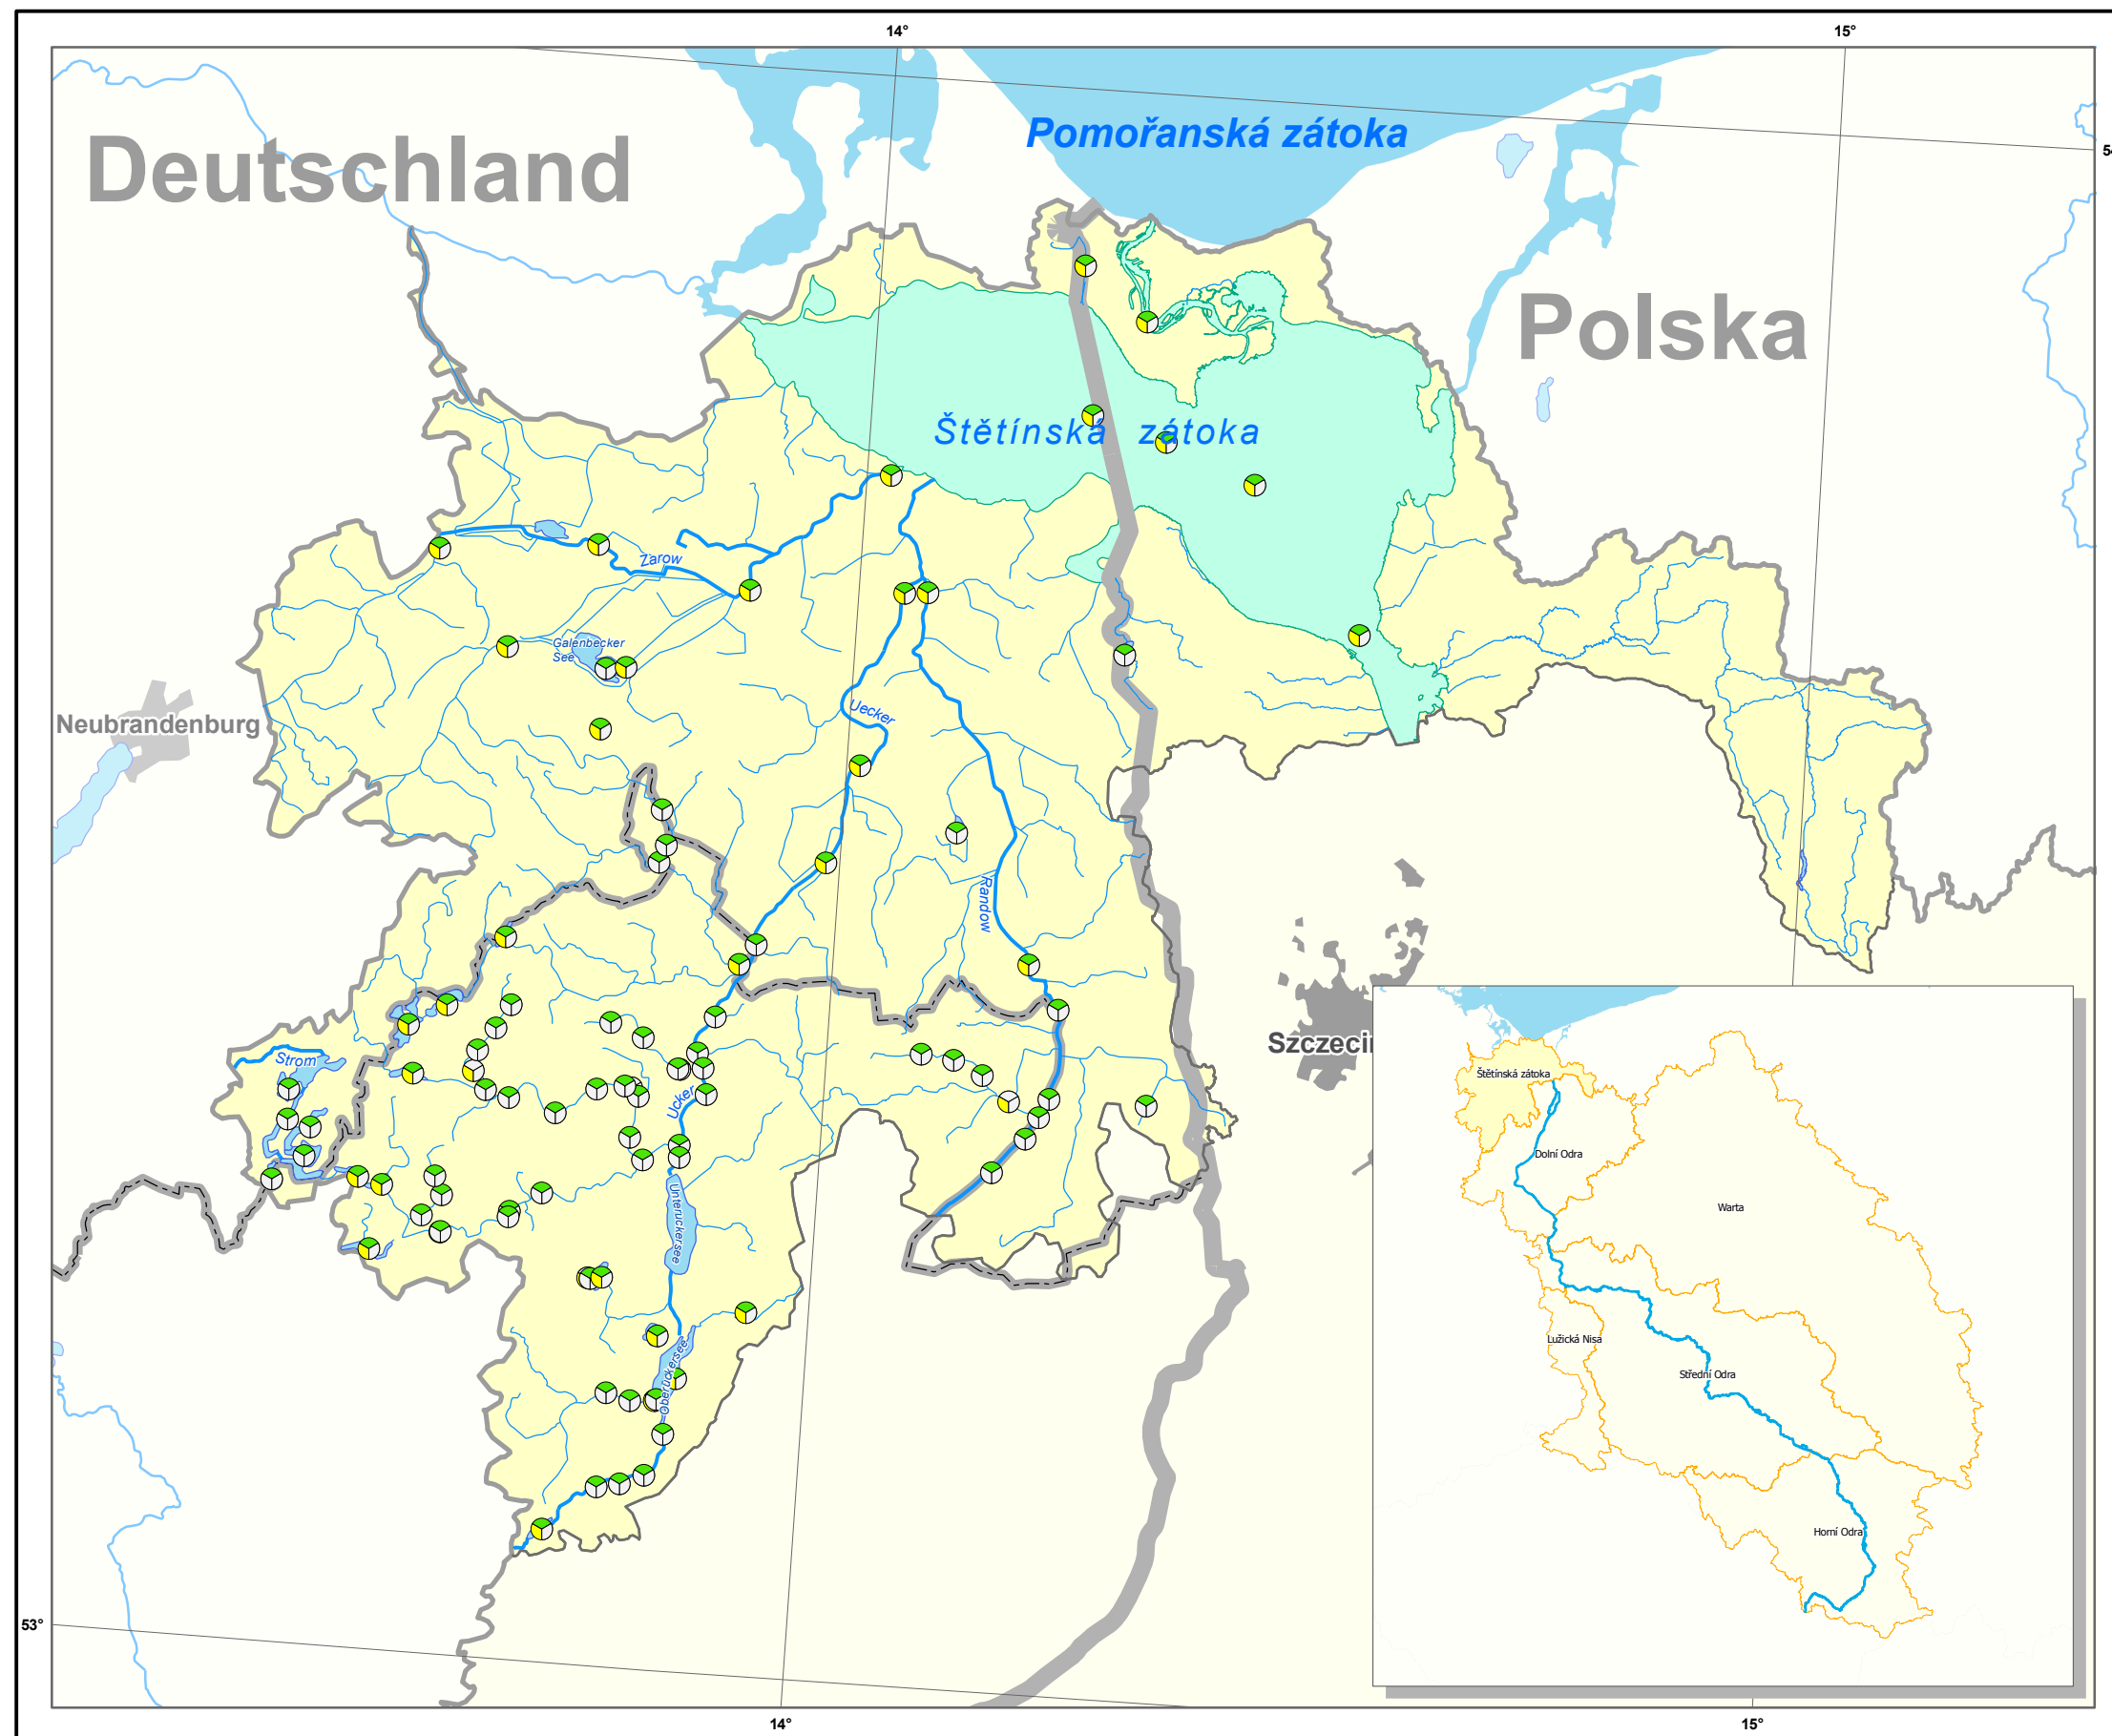 14°
15°
Deutschland
Pomořanská zátoka
Polska
Štětínská zátoka
Zarow
Galenbecker
See
Neubrandenburg
Uecker
Randow
Strom
Ucker
Unteruckersee
Oberuckersee
53°
14°
15°
Štětínská zátoka
Dolní Odra
Warta
Lužická Nisa
Střední Odra
Horní Odra